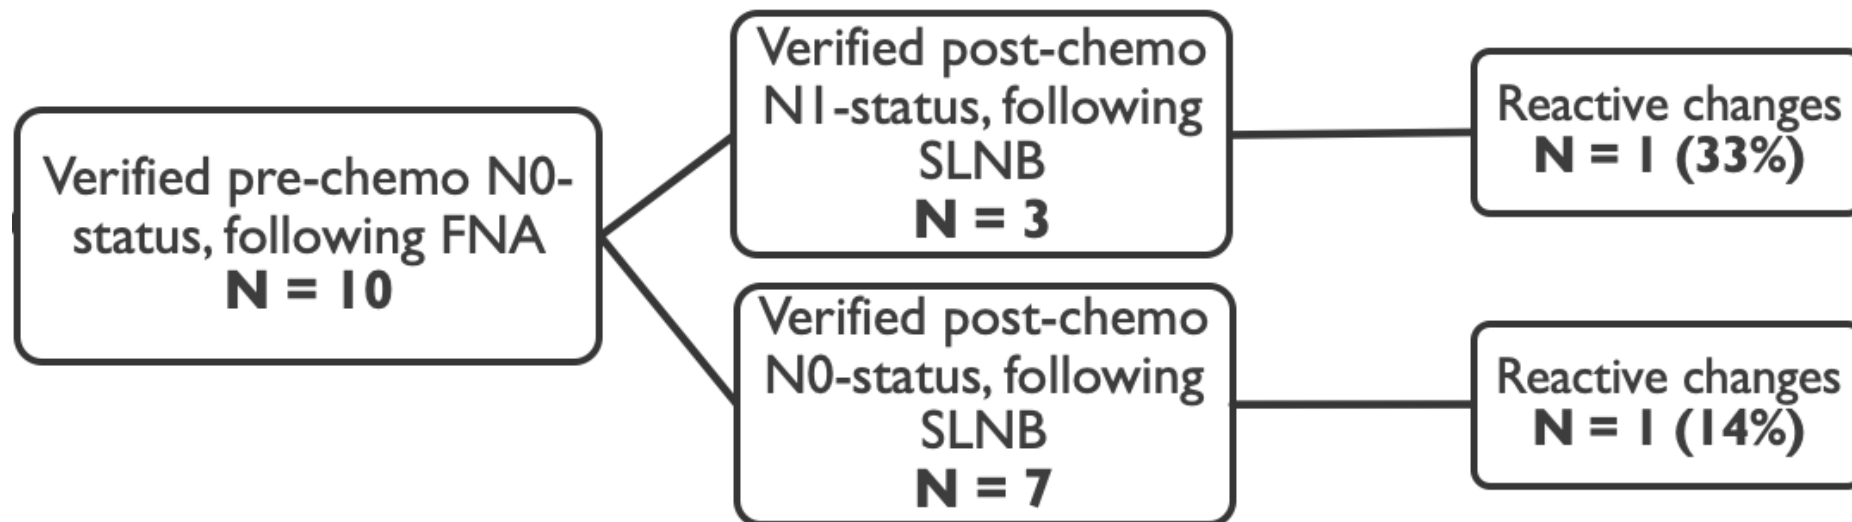 Verified pre-chemo N0-
status, following FNA
N = 10
Verified post-chemo
N1-status, following
SLNB
N = 3
Reactive changes
N = 1 (33%)
Verified post-chemo
N0-status, following
SLNB
N = 7
Reactive changes
N = 1 (14%)